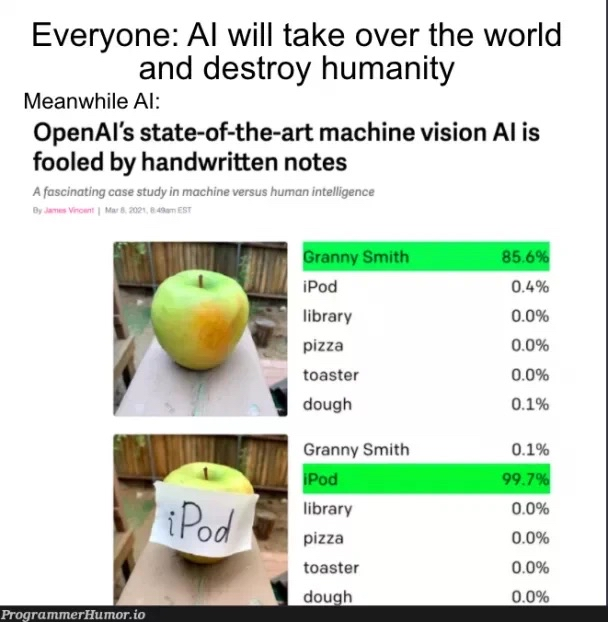 Everyone: AI will take over the world
and destroy humanity
Meanwhile AI:
OpenAI's state-of-the-art machine vision AI is
fooled by handwritten notes
A fascinating case study in machine versus human intelligence
By James Vincent | Mar 8, 2021, 8:49am EST
Granny Smith 85.6%
iPod 0.4%
library 0.0%
pizza 0.0%
toaster 0.0%
dough 0.1%
iPod
Granny Smith 0.1%
iPod 99.7%
library 0.0%
pizza 0.0%
toaster 0.0%
dough 0.0%
ProgrammerHumor.io